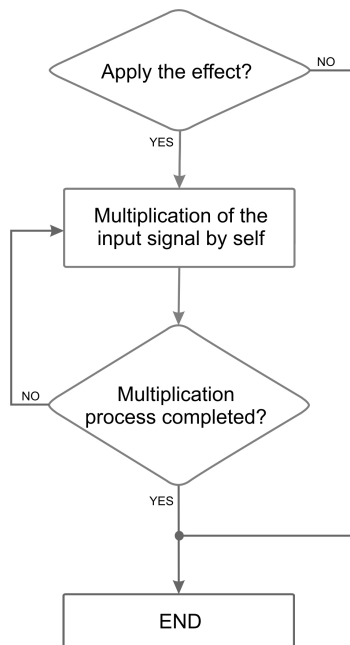 Apply the effect?
NO
YES
Multiplication of the
input signal by self
NO
Multiplication
process completed?
YES
END